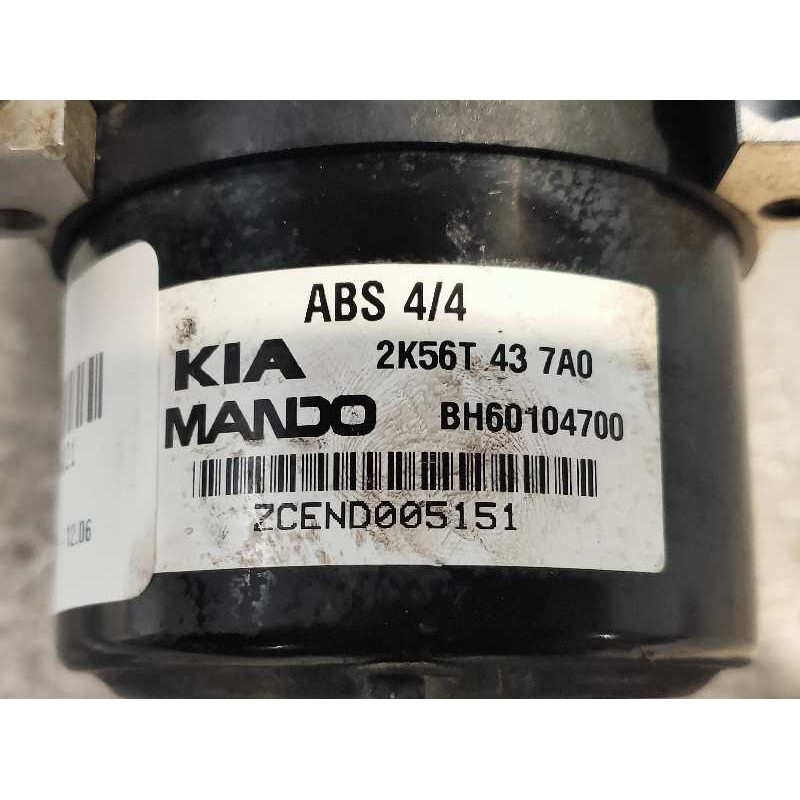 ABS 4/4
KIA 2K56T 43 7A0
MANDO BH60104700
ZCEND005151
12.06